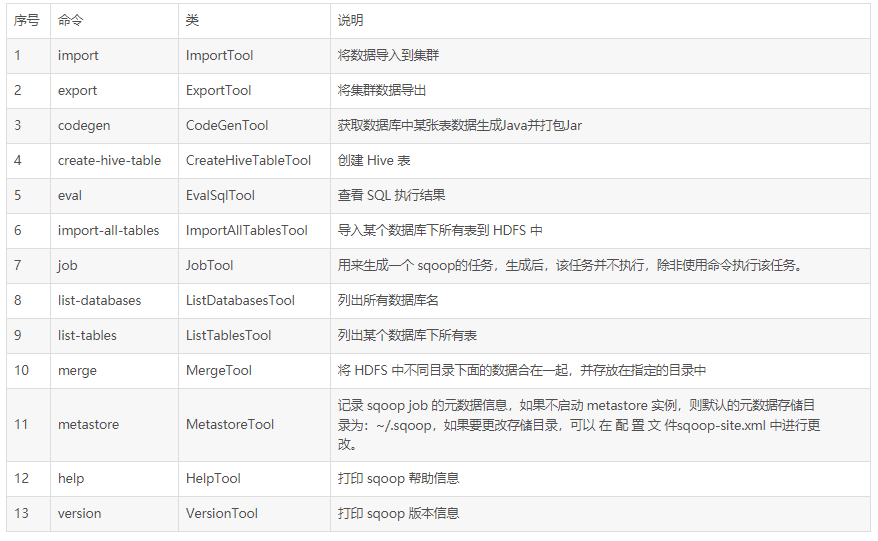 序号 命令 类 说明
1 import ImportTool 将数据导入到集群
2 export ExportTool 将集群数据导出
3 codegen CodeGenTool 获取数据库中某张表数据生成Java并打包Jar
4 create-hive-table CreateHiveTableTool 创建 Hive 表
5 eval EvalSqlTool 查看 SQL 执行结果
6 import-all-tables ImportAllTablesTool 导入某个数据库下所有表到 HDFS 中
7 job JobTool 用来生成一个 sqoop的任务，生成后，该任务并不执行，除非使用命令执行该任务。
8 list-databases ListDatabasesTool 列出所有数据库名
9 list-tables ListTablesTool 列出某个数据库下所有表
10 merge MergeTool 将 HDFS 中不同目录下面的数据合在一起，并存放在指定的目录中
11 metastore MetastoreTool 记录 sqoop job 的元数据信息，如果不启动 metastore 实例，则默认的元数据存储目
录为：~/.sqoop，如果要更改存储目录，可以 在 配 置 文 件sqoop-site.xml 中进行更
改。
12 help HelpTool 打印 sqoop 帮助信息
13 version VersionTool 打印 sqoop 版本信息